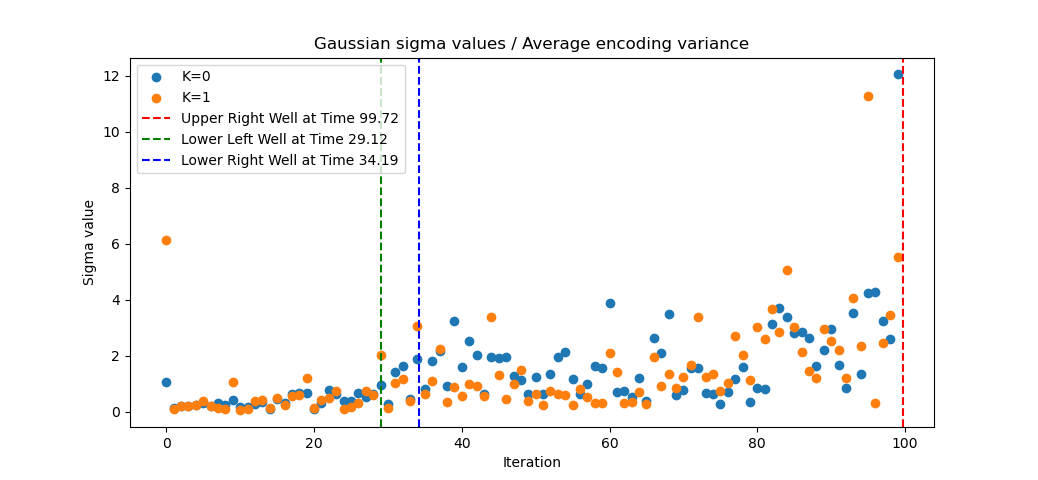 Gaussian sigma values / Average encoding variance
K=0
K=1
Upper Right Well at Time 99.72
Lower Left Well at Time 29.12
Lower Right Well at Time 34.19
Sigma value
12
10
8
6
4
2
0
0 20 40 60 80 100
Iteration